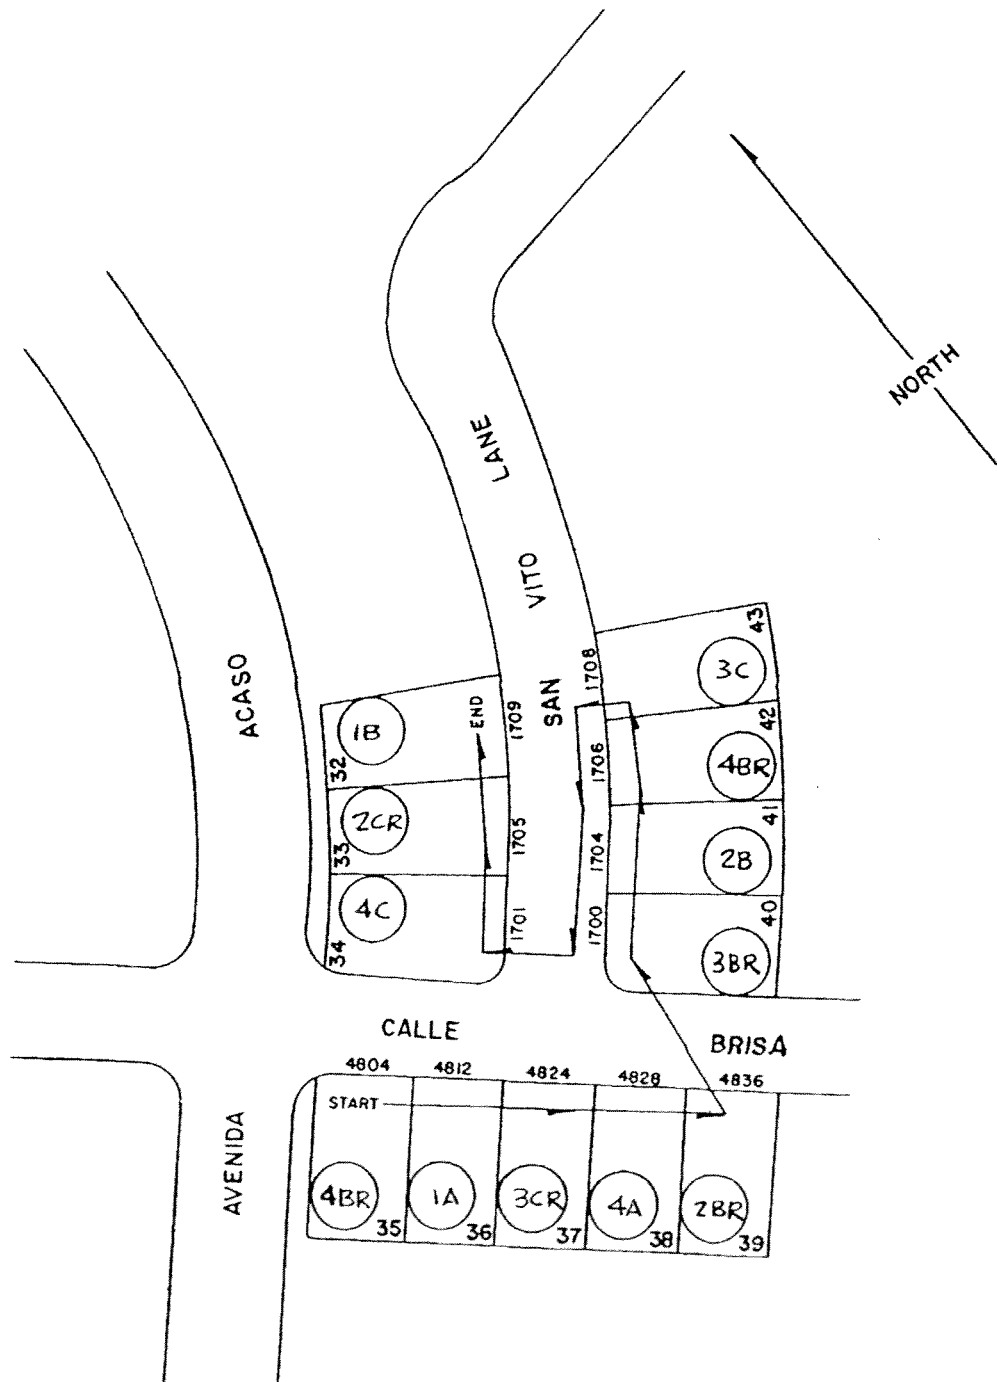 NORTH
SAN VITO LANE
AVENIDA ACASO
1708
43
3C
1706
42
4BR
1704
41
2B
1700
40
3BR
END
1709
1B
32
1705
2CR
33
1701
4C
34
CALLE BRISA
4804 4812 4824 4828 4836
START
4BR 1A 3CR 4A 2BR
35 36 37 38 39